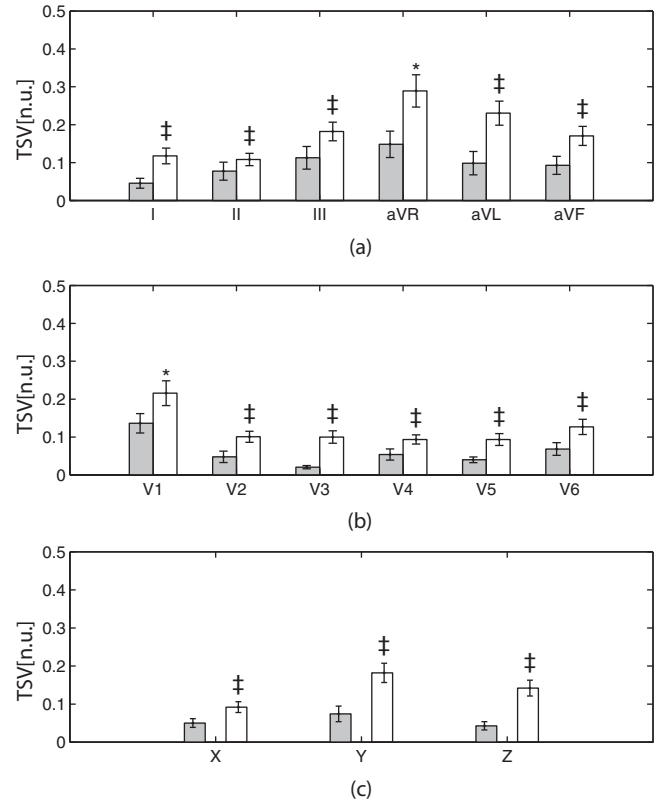 0.5
0.4
0.3
0.2
0.1
0
TSV[n.u.]
‡ ‡ ‡ * ‡ ‡
I II III aVR aVL aVF
(a)
0.5
0.4
0.3
0.2
0.1
0
TSV[n.u.]
* ‡ ‡ ‡ ‡ ‡
V1 V2 V3 V4 V5 V6
(b)
0.5
0.4
0.3
0.2
0.1
0
TSV[n.u.]
‡ ‡ ‡
X Y Z
(c)